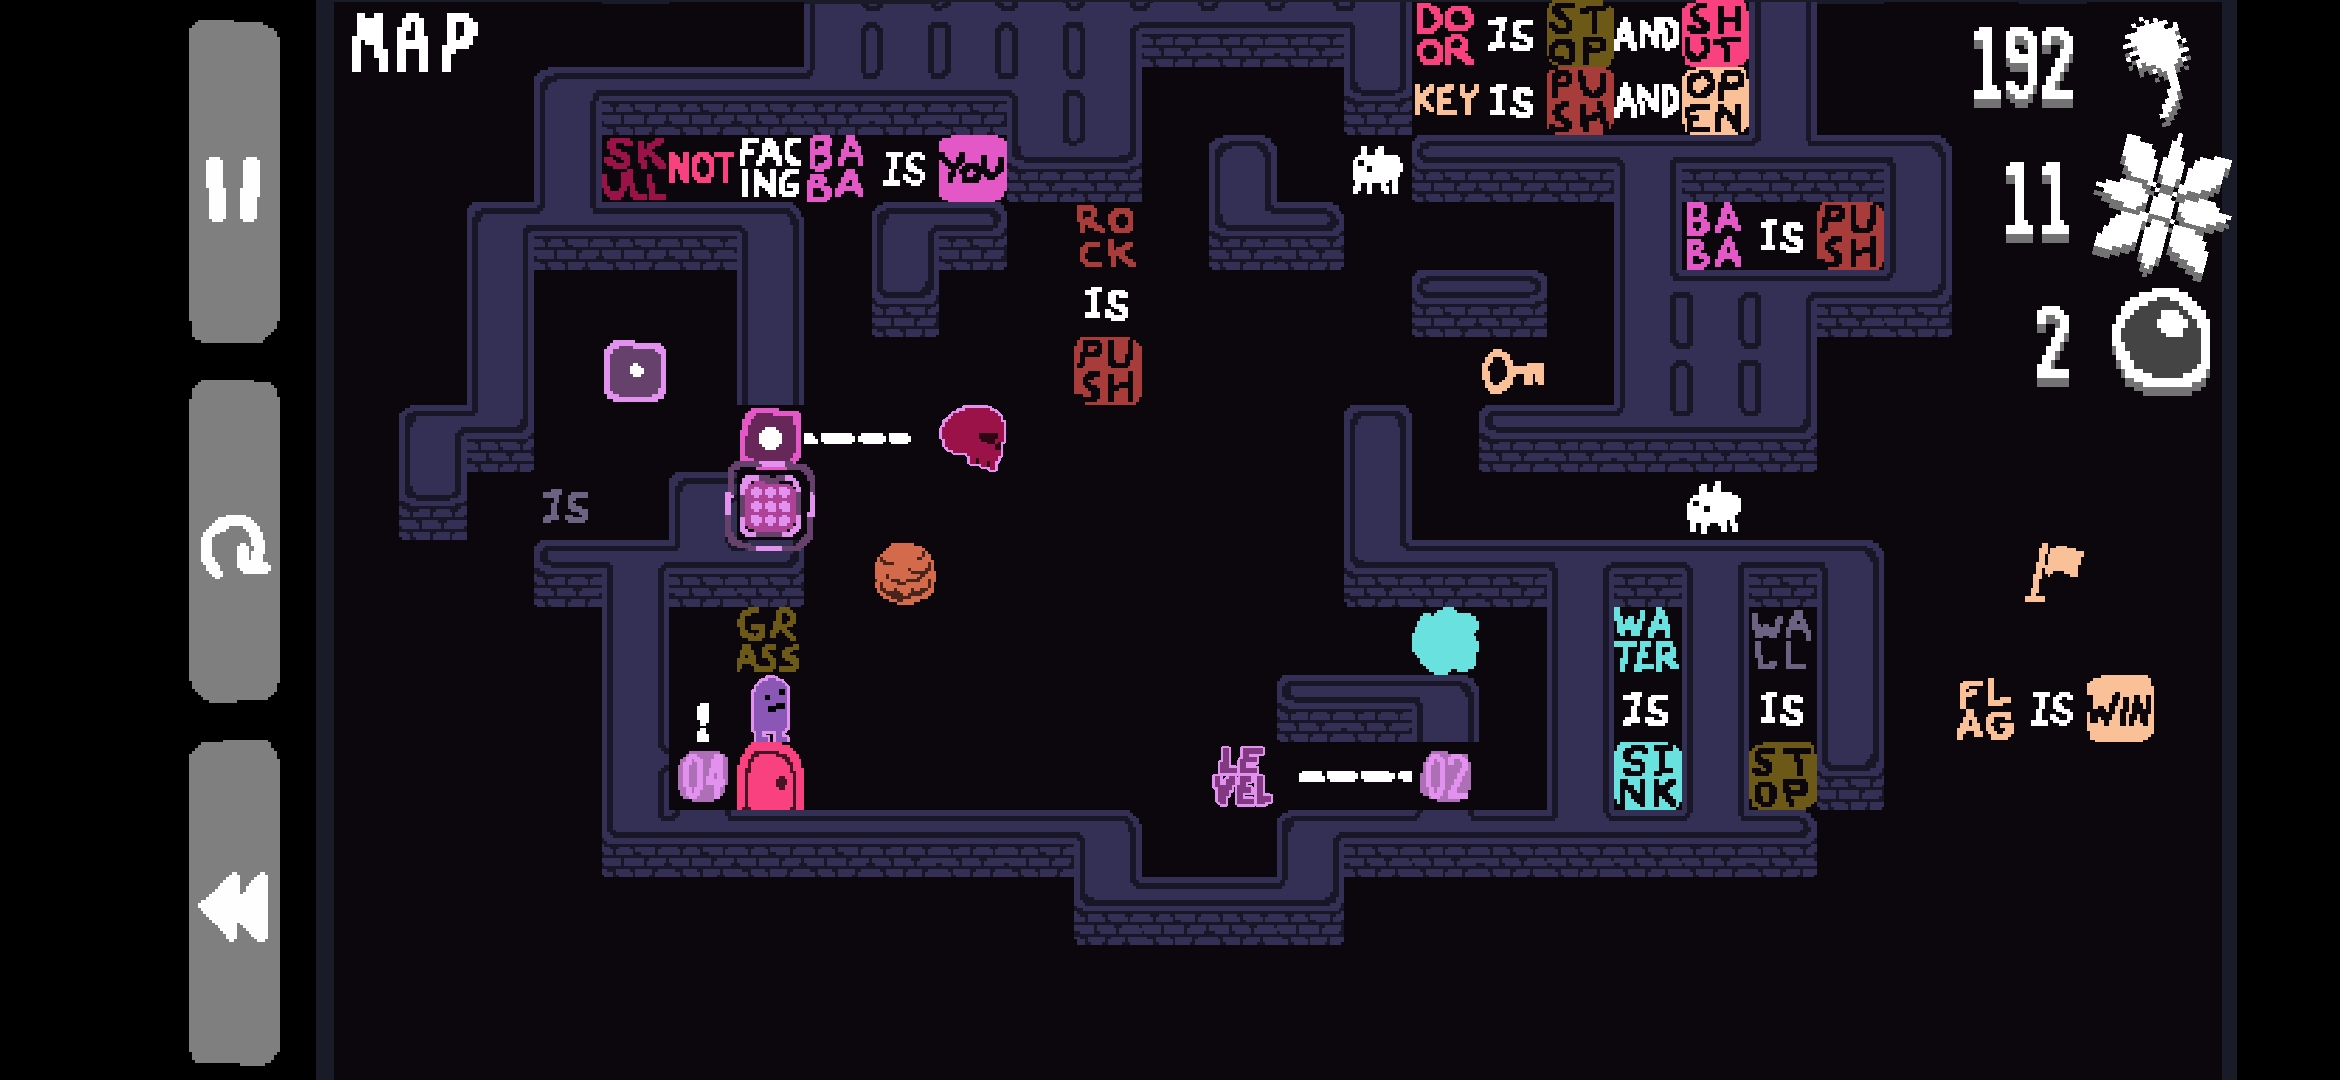 MAP
DOOR IS STOP AND SHUT
192
KEY IS PUSH AND OPEN
SKULL NOT FACING BABA IS YOU
11
ROCK
BABA IS PUSH
IS
2
PUSH
IS
GRASS
WATER
WALL
!
IS
IS
FLAG IS WIN
04
LEVEL
02
SINK
STOP